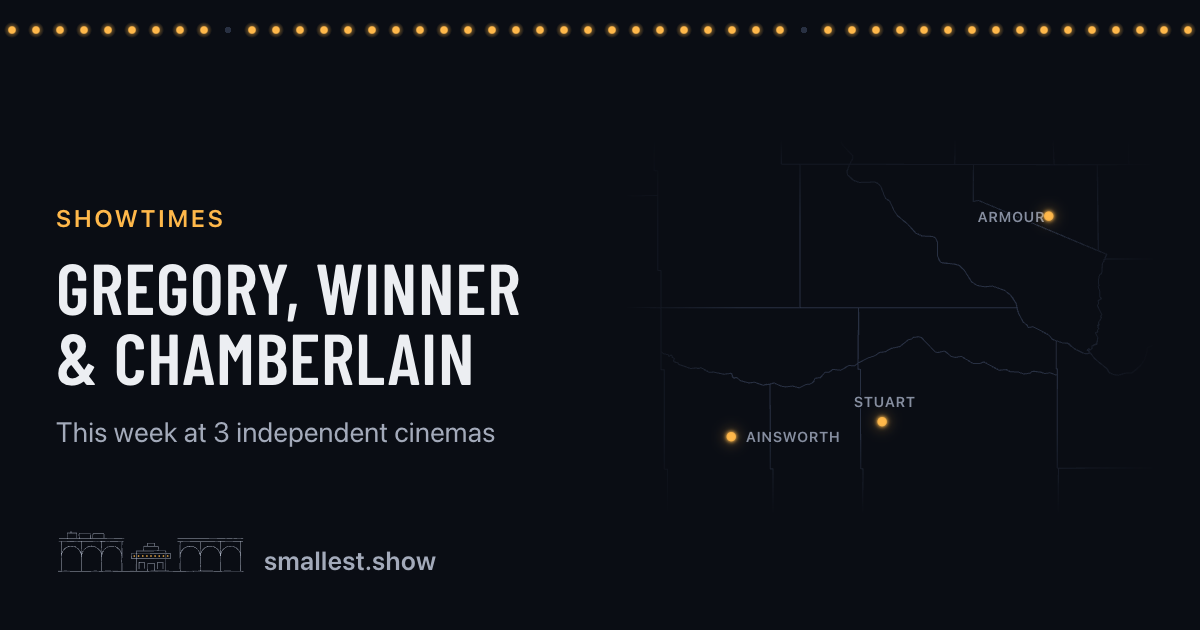 SHOWTIMES
GREGORY, WINNER
& CHAMBERLAIN
This week at 3 independent cinemas
smallest.show
ARMOUR
STUART
AINSWORTH